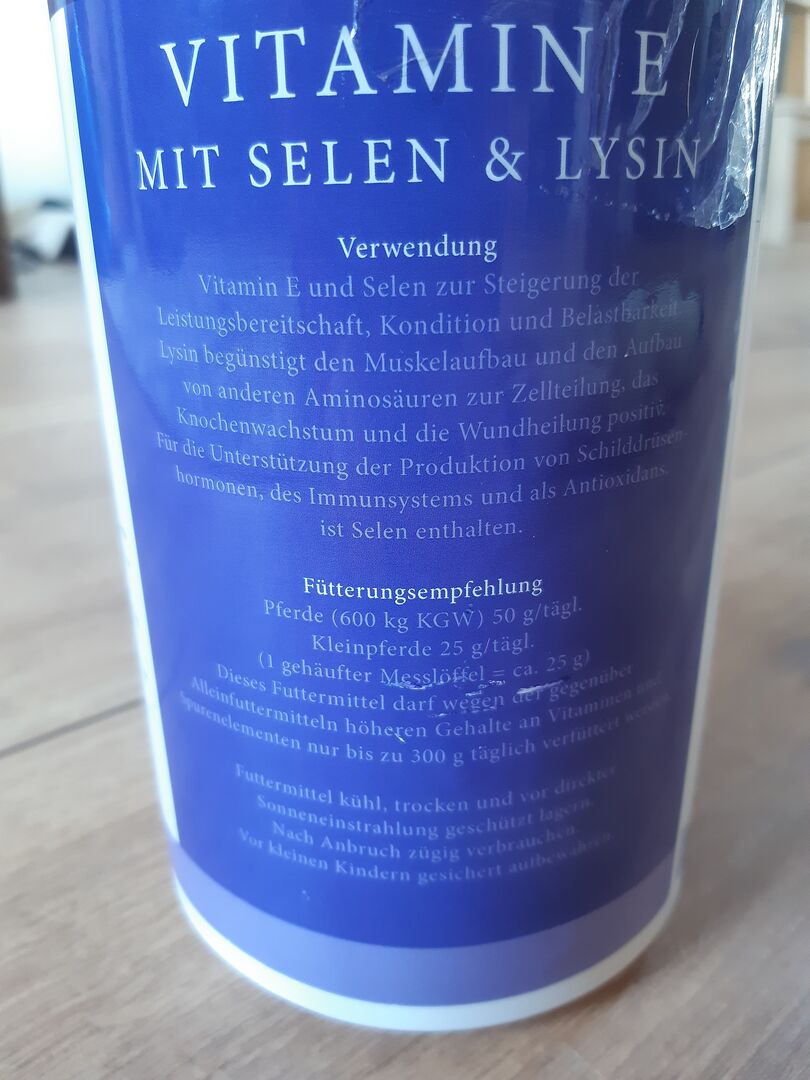 VITAMIN E
MIT SELEN & LYSIN
Verwendung
Vitamin E und Selen zur Steigerung der
Leistungsbereitschaft, Kondition und Belastbarkeit.
Lysin begünstigt den Muskelaufbau und den Aufbau
von anderen Aminosäuren zur Zellteilung, das
Knochenwachstum und die Wundheilung positiv.
Für die Unterstützung der Produktion von Schilddrüsen-
hormonen, des Immunsystems und als Antioxidans,
ist Selen enthalten.
Fütterungsempfehlung
Pferde (600 kg KGW) 50 g/tägl.
Kleinpferde 25 g/tägl.
(1 gehäufter Messlöffel = ca. 25 g)
Dieses Futtermittel darf wegen der gegenüber
Alleinfuttermitteln höheren Gehalte an Vitaminen und
Spurenelementen nur bis zu 300 g täglich verfüttert werden.
Futtermittel kühl, trocken und vor direkter
Sonneneinstrahlung geschützt lagern.
Nach Anbruch zügig verbrauchen.
Vor kleinen Kindern gesichert aufbewahren.